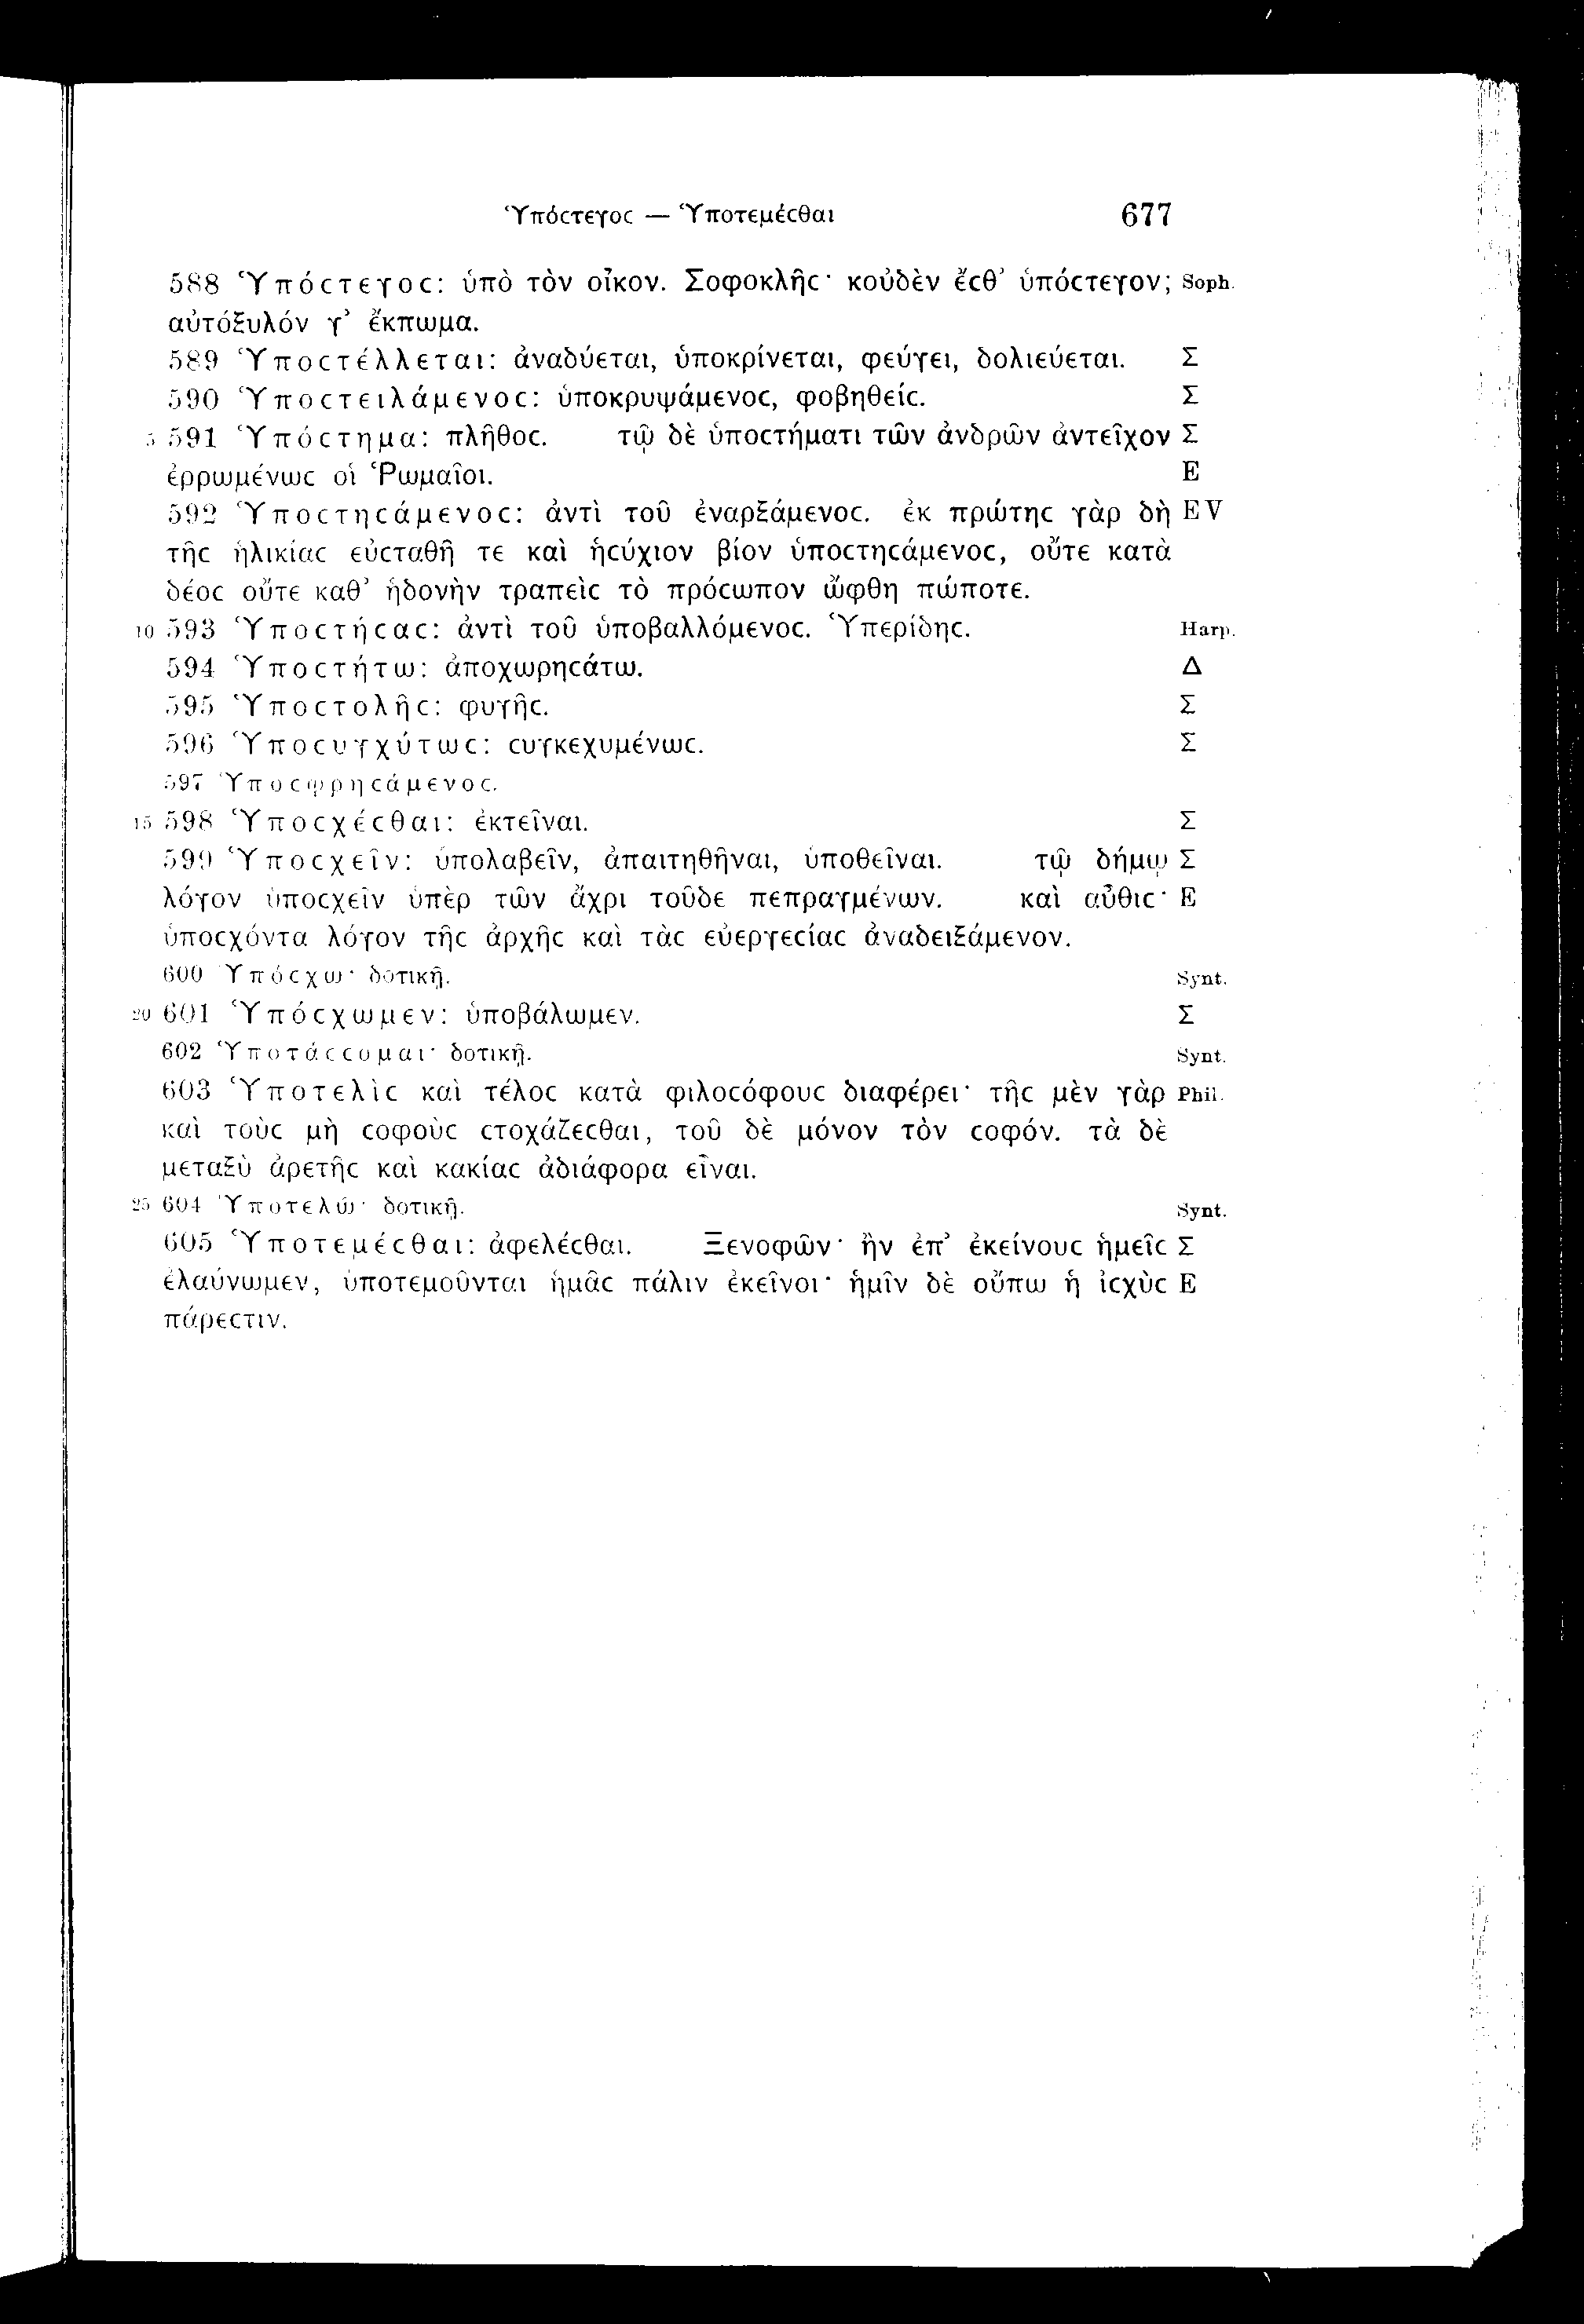 Ὑπόϲτεγοϲ — Ὑποτεμέϲθαι 677
588 Ὑπόϲτεγοϲ: ὑπὸ τὸν οἶκον. Σοφοκλῆϲ· κοὐδὲν ἔϲθ’ ὑπόϲτεγον; Soph.
αὐτόξυλόν γ’ ἔκπωμα.
589 Ὑποϲτέλλεται: ἀναδύεται, ὑποκρίνεται, φεύγει, δολιεύεται. Σ
590 Ὑποϲτειλάμενοϲ: ὑποκρυψάμενοϲ, φοβηθείϲ. Σ
5 591 Ὑπόϲτημα: πλῆθοϲ. τῷ δὲ ὑποϲτήματι τῶν ἀνδρῶν ἀντεῖχον Σ
ἐρρωμένωϲ οἱ Ῥωμαῖοι. E
592 Ὑποϲτηϲάμενοϲ: ἀντὶ τοῦ ἐναρξάμενοϲ. ἐκ πρώτηϲ γὰρ δὴ EV
τῆϲ ἡλικίαϲ εὐϲταθῆ τε καὶ ἡϲύχιον βίον ὑποϲτηϲάμενοϲ, οὔτε κατὰ
δέοϲ οὔτε καθ’ ἡδονὴν τραπεὶϲ τὸ πρόϲωπον ὤφθη πώποτε.
10 593 Ὑποϲτήϲαϲ: ἀντὶ τοῦ ὑποβαλλόμενοϲ. Ὑπερίδηϲ. Harp.
594 Ὑποϲτήτω: ἀποχωρηϲάτω. Δ
595 Ὑποϲτολῆϲ: φυγῆϲ. Σ
596 Ὑποϲυγχύτωϲ: ϲυγκεχυμένωϲ. Σ
597 Ὑποϲφρηϲάμενοϲ.
15 598 Ὑποϲχέϲθαι: ἐκτεῖναι. Σ
599 Ὑποϲχεῖν: ὑπολαβεῖν, ἀπαιτηθῆναι, ὑποθεῖναι. τῷ δήμῳ Σ
λόγον ὑποϲχεῖν ὑπὲρ τῶν ἄχρι τοῦδε πεπραγμένων. καὶ αὖθιϲ· E
ὑποϲχόντα λόγον τῆϲ ἀρχῆϲ καὶ τὰϲ εὐεργεϲίαϲ ἀναδειξάμενον.
600 Ὑπόϲχω· δοτικῇ. Synt.
20 601 Ὑπόϲχωμεν: ὑποβάλωμεν. Σ
602 Ὑποτάϲϲομαι· δοτικῇ. Synt.
603 Ὑποτελὶϲ καὶ τέλοϲ κατὰ φιλοϲόφουϲ διαφέρει· τῆϲ μὲν γὰρ Phil.
καὶ τοὺϲ μὴ ϲοφοὺϲ ϲτοχάζεϲθαι, τοῦ δὲ μόνον τὸν ϲοφόν. τὰ δὲ
μεταξὺ ἀρετῆϲ καὶ κακίαϲ ἀδιάφορα εἶναι.
25 604 Ὑποτελῶ· δοτικῇ. Synt.
605 Ὑποτεμέϲθαι: ἀφελέϲθαι. Ξενοφῶν· ἢν ἐπ’ ἐκείνουϲ ἡμεῖϲ Σ
ἐλαύνωμεν, ὑποτεμοῦνται ἡμᾶϲ πάλιν ἐκεῖνοι· ἡμῖν δὲ οὔπω ἡ ἰϲχὺϲ E
πάρεϲτιν.